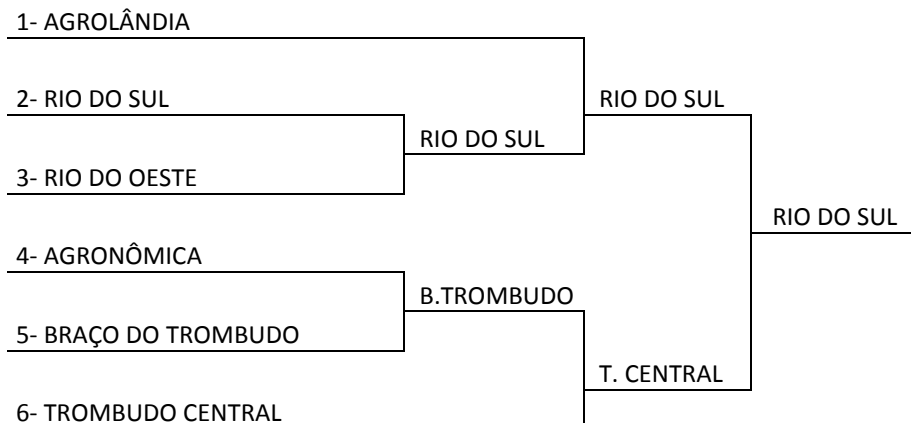 1- AGROLÂNDIA
2- RIO DO SUL
RIO DO SUL
RIO DO SUL
3- RIO DO OESTE
RIO DO SUL
4- AGRONÔMICA
B.TROMBUDO
5- BRAÇO DO TROMBUDO
T. CENTRAL
6- TROMBUDO CENTRAL